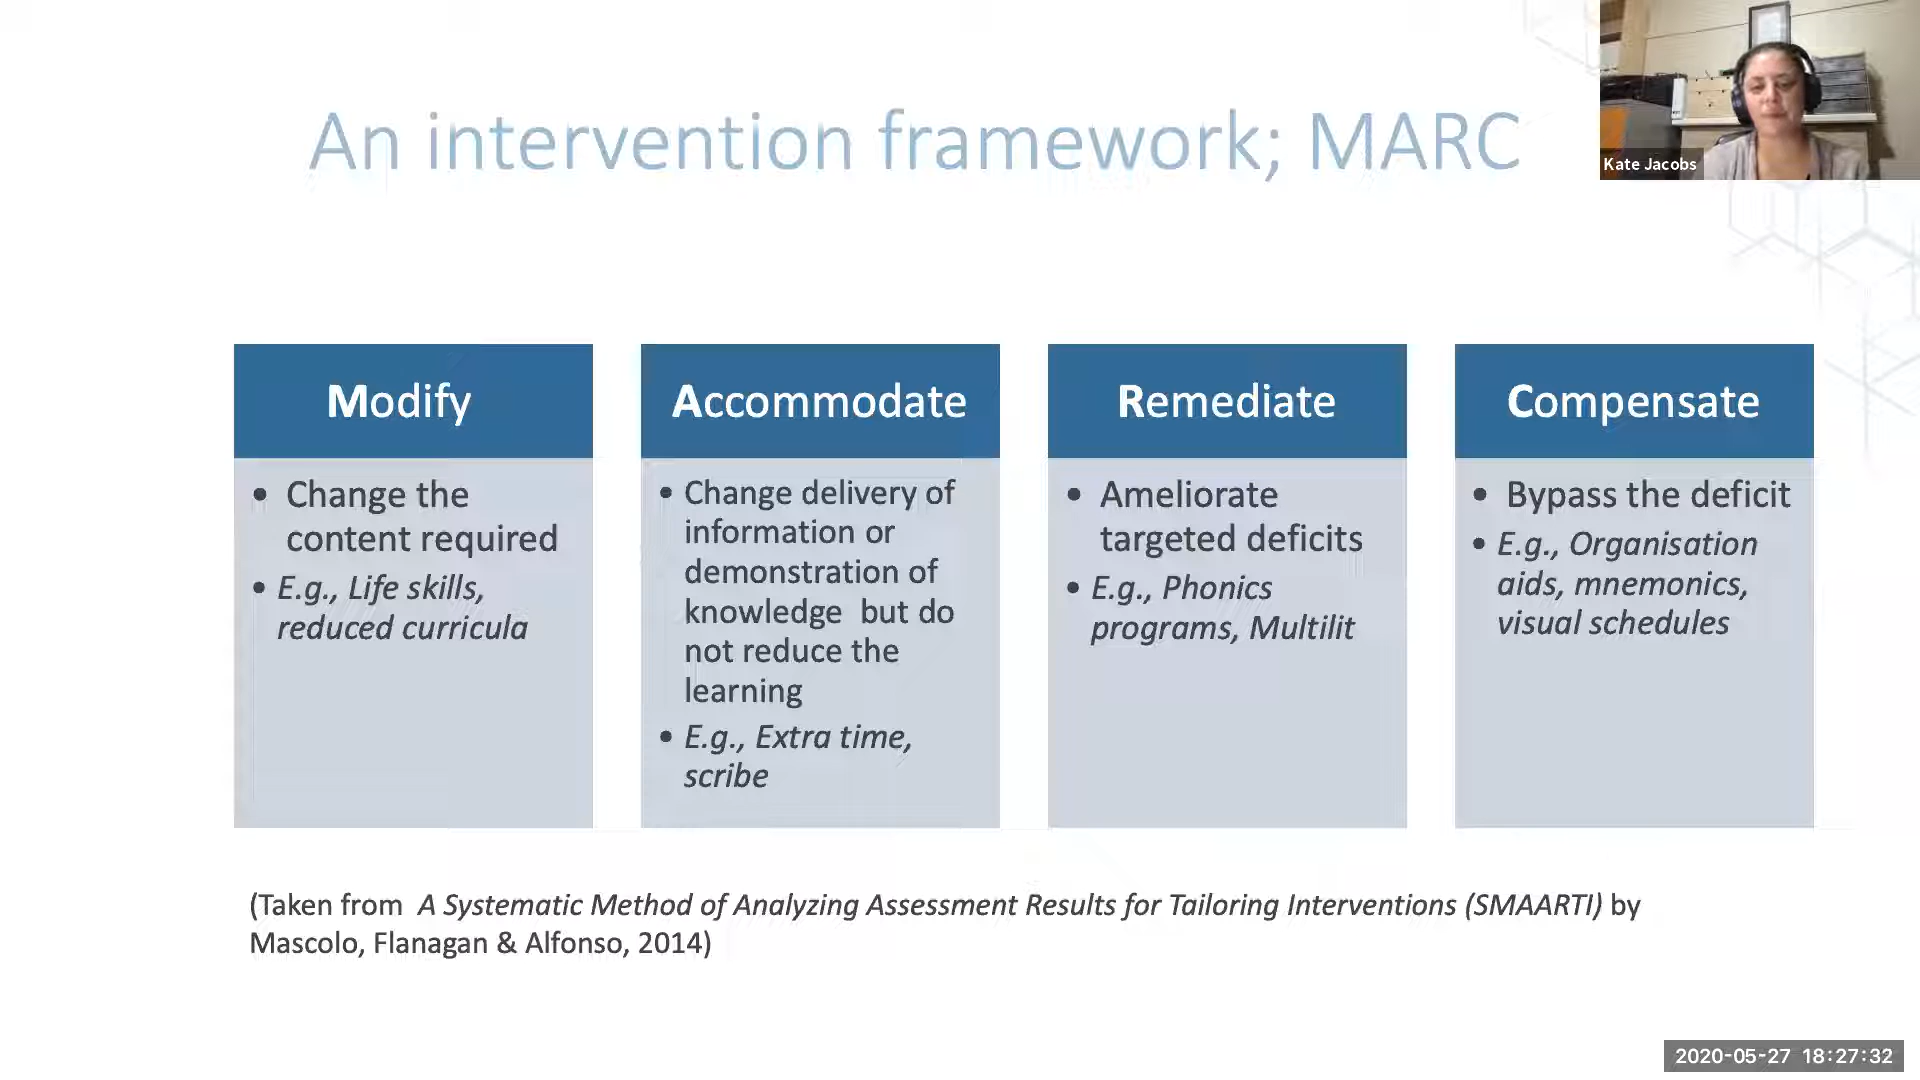 An intervention framework; MARC
Kate Jacobs
Modify
• Change the
content required
• E.g., Life skills,
reduced curricula
Accommodate
• Change delivery of
information or
demonstration of
knowledge but do
not reduce the
learning
• E.g., Extra time,
scribe
Remediate
• Ameliorate
targeted deficits
• E.g., Phonics
programs, Multilit
Compensate
• Bypass the deficit
• E.g., Organisation
aids, mnemonics,
visual schedules
(Taken from A Systematic Method of Analyzing Assessment Results for Tailoring Interventions (SMAARTI) by
Mascolo, Flanagan & Alfonso, 2014)
2020-05-27 18:27:32